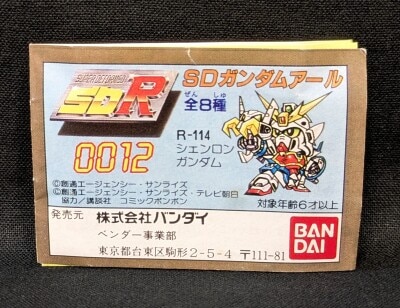 SDガンダムアール
ぜん しゅ
全8種
SDR
R-114
シェンロン
ガンダム
0012
©創通エージェンシー・サンライズ
©創通エージェンシー・サンライズ・テレビ朝日
協力/講談社 コミックボンボン
対象年齢6才以上
発売元 株式会社バンダイ
ベンダー事業部
東京都台東区駒形2-5-4 〒111-81
BAN
DAI